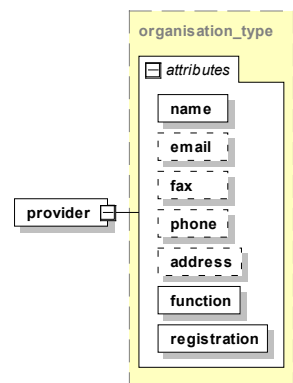 organisation_type
attributes
name
email
fax
phone
provider
address
function
registration